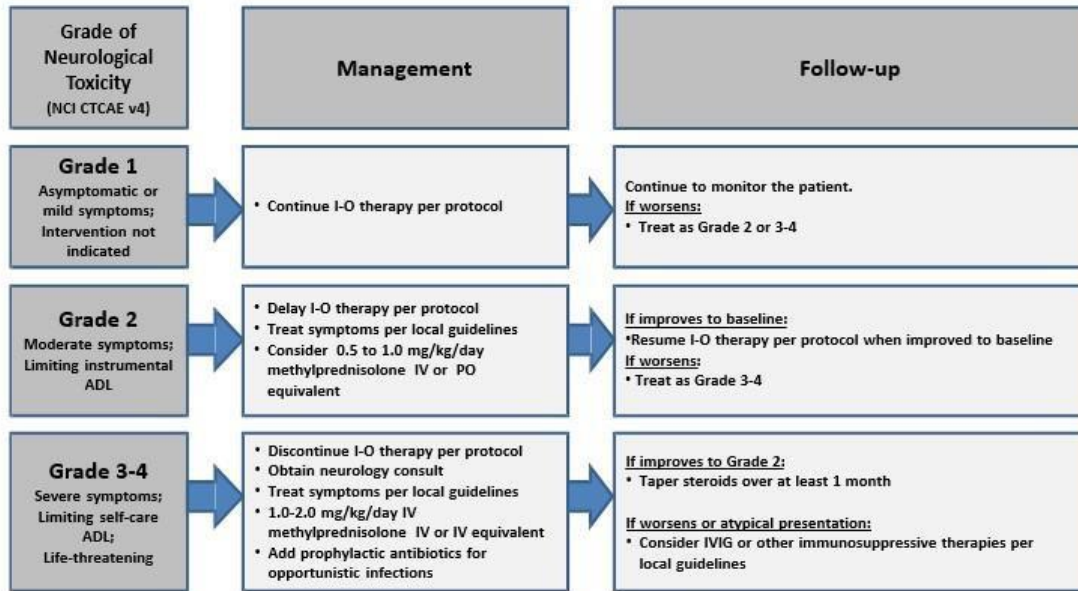 Grade of
Neurological
Toxicity
(NCI CTCAE v4)
Management
Follow-up
Grade 1
Asymptomatic or
mild symptoms;
Intervention not
indicated
• Continue I-O therapy per protocol
Continue to monitor the patient.
If worsens:
• Treat as Grade 2 or 3-4
Grade 2
Moderate symptoms;
Limiting instrumental
ADL
• Delay I-O therapy per protocol
• Treat symptoms per local guidelines
• Consider 0.5 to 1.0 mg/kg/day
methylprednisolone IV or PO
equivalent
If improves to baseline:
•Resume I-O therapy per protocol when improved to baseline
If worsens:
• Treat as Grade 3-4
Grade 3-4
Severe symptoms;
Limiting self-care
ADL;
Life-threatening
• Discontinue I-O therapy per protocol
• Obtain neurology consult
• Treat symptoms per local guidelines
• 1.0-2.0 mg/kg/day IV
methylprednisolone IV or IV equivalent
• Add prophylactic antibiotics for
opportunistic infections
If improves to Grade 2:
• Taper steroids over at least 1 month
If worsens or atypical presentation:
• Consider IVIG or other immunosuppressive therapies per
local guidelines